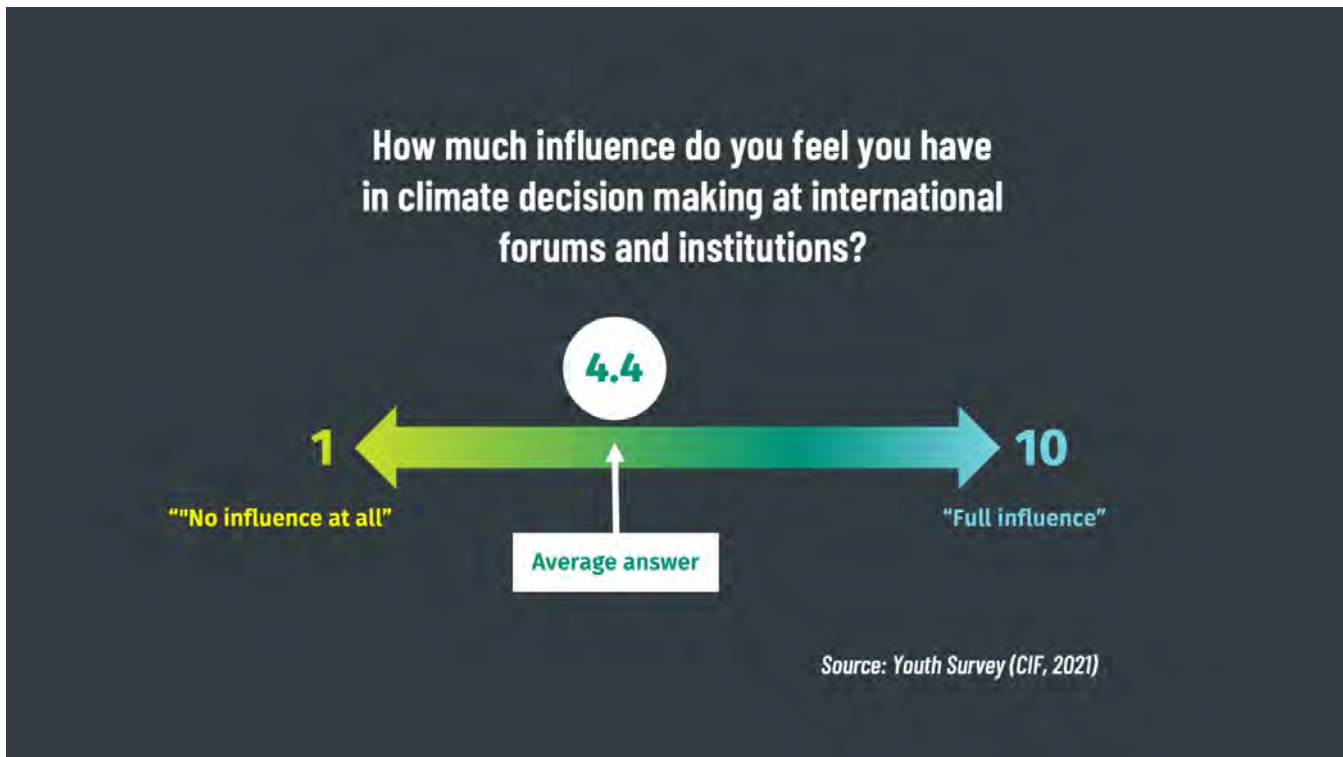 How much influence do you feel you have
in climate decision making at international
forums and institutions?
4.4
1
10
“"No influence at all”
“Full influence”
Average answer
Source: Youth Survey (CIF, 2021)